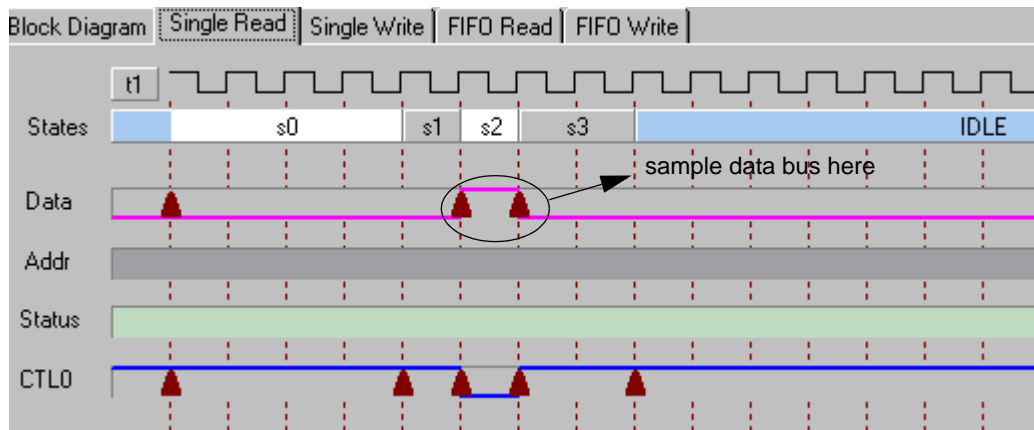 Block Diagram Single Read Single Write FIFO Read FIFO Write
t1
States s0 s1 s2 s3 IDLE
sample data bus here
Data
Addr
Status
CTL0